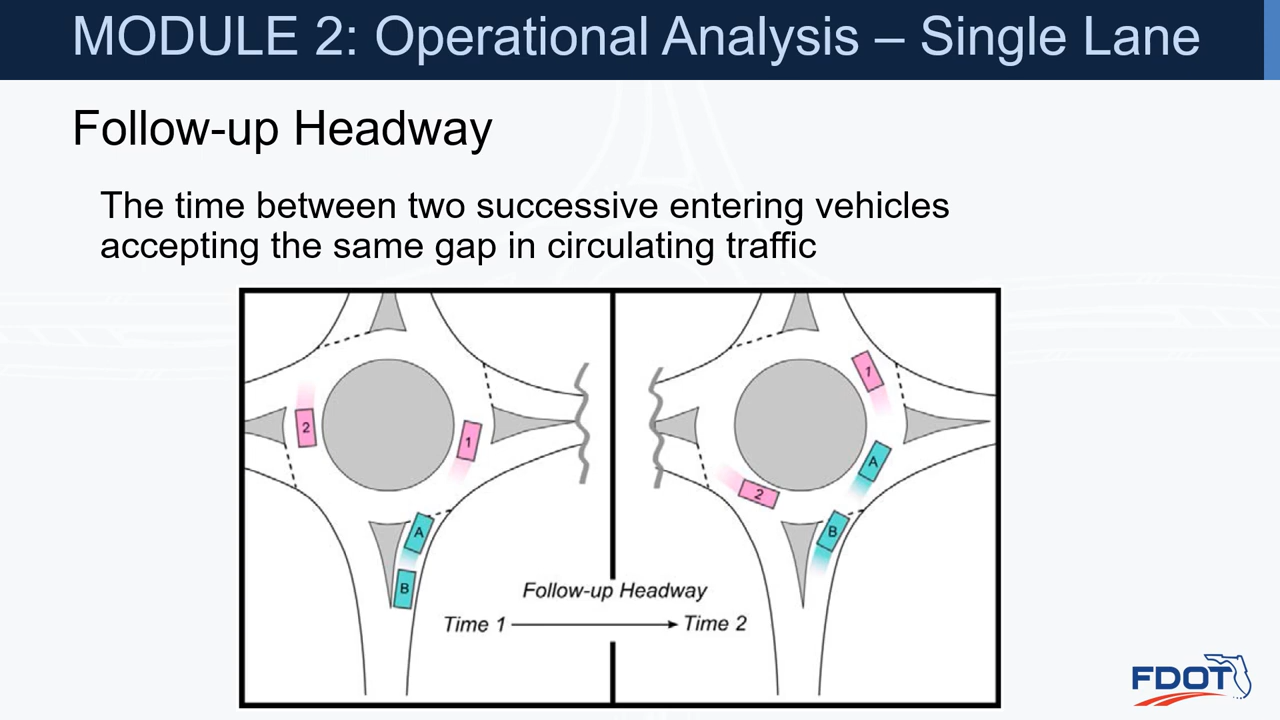 MODULE 2: Operational Analysis – Single Lane
Follow-up Headway
The time between two successive entering vehicles
accepting the same gap in circulating traffic
2
1
A
B
1
A
2
B
Follow-up Headway
Time 1
Time 2
FDOT